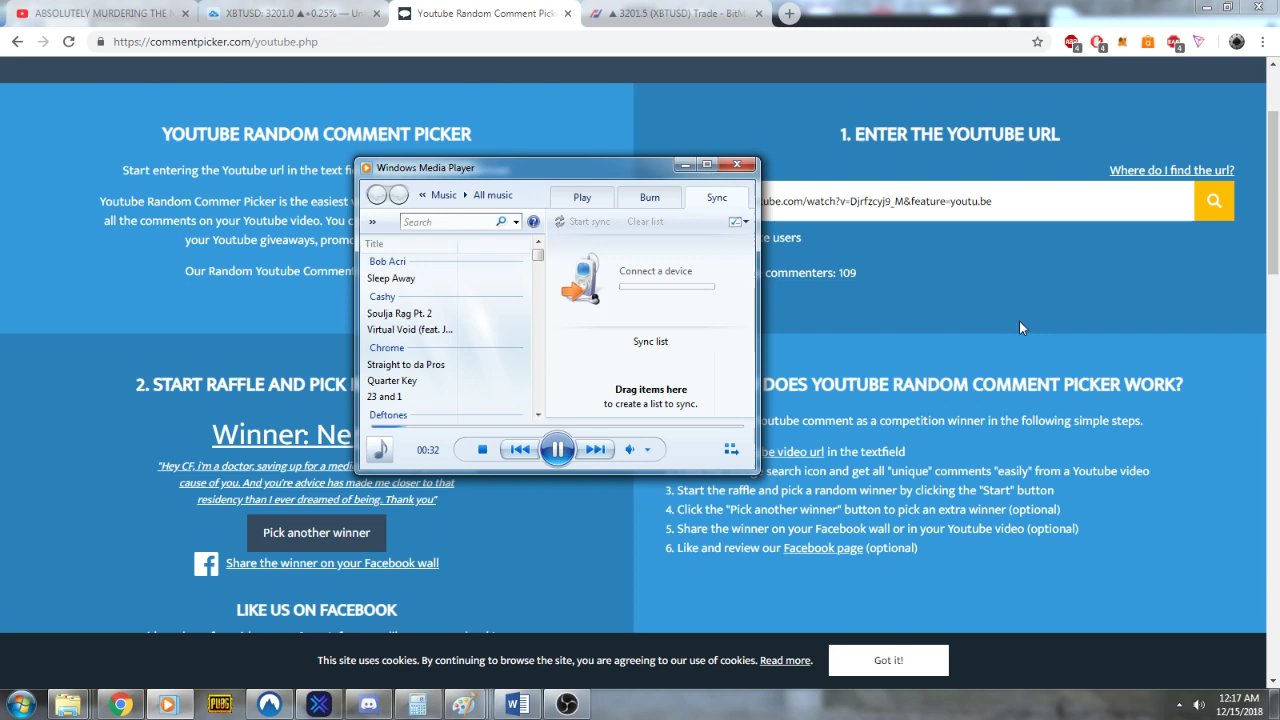 ABSOLUTELY MURDERING THE
XBTUSD: 3201.0 ▲+0.25% — Un
Youtube Random Comment Pick
▲ 3201.5 (XBTUSD) Trade - BitM
https://commentpicker.com/youtube.php
YOUTUBE RANDOM COMMENT PICKER
Start entering the Youtube url in the text fi
Youtube Random Commer Picker is the easiest
all the comments on your Youtube video. You c
your Youtube giveaways, promo
Our Random Youtube Comment
1. ENTER THE YOUTUBE URL
Where do I find the url?
tube.com/watch?v=Djrfzcyj9_M&feature=youtu.be
e users
commenters: 109
Windows Media Player
« Music ▸ All music
Play
Burn
Sync
»
Search
Start sync
Clear list
Title
Bob Acri
Sleep Away
Cashy
Soulja Rag Pt. 2
Virtual Void (feat. J...
Chrome
Straight to da Pros
Quarter Key
23 and 1
Deftones
Connect a device
Sync list
Drag items here
to create a list to sync.
00:32
2. START RAFFLE AND PICK
Winner: Ne
"Hey CF, i'm a doctor, saving up for a medi
cause of you. And you're advice has made me closer to that
residency than I ever dreamed of being. Thank you"
Pick another winner
Share the winner on your Facebook wall
LIKE US ON FACEBOOK
DOES YOUTUBE RANDOM COMMENT PICKER WORK?
outube comment as a competition winner in the following simple steps.
be video url in the textfield
search icon and get all "unique" comments "easily" from a Youtube video
3. Start the raffle and pick a random winner by clicking the "Start" button
4. Click the "Pick another winner" button to pick an extra winner (optional)
5. Share the winner on your Facebook wall or in your Youtube video (optional)
6. Like and review our Facebook page (optional)
This site uses cookies. By continuing to browse the site, you are agreeing to our use of cookies. Read more.
Got it!
PUBG
12:17 AM
12/15/2018